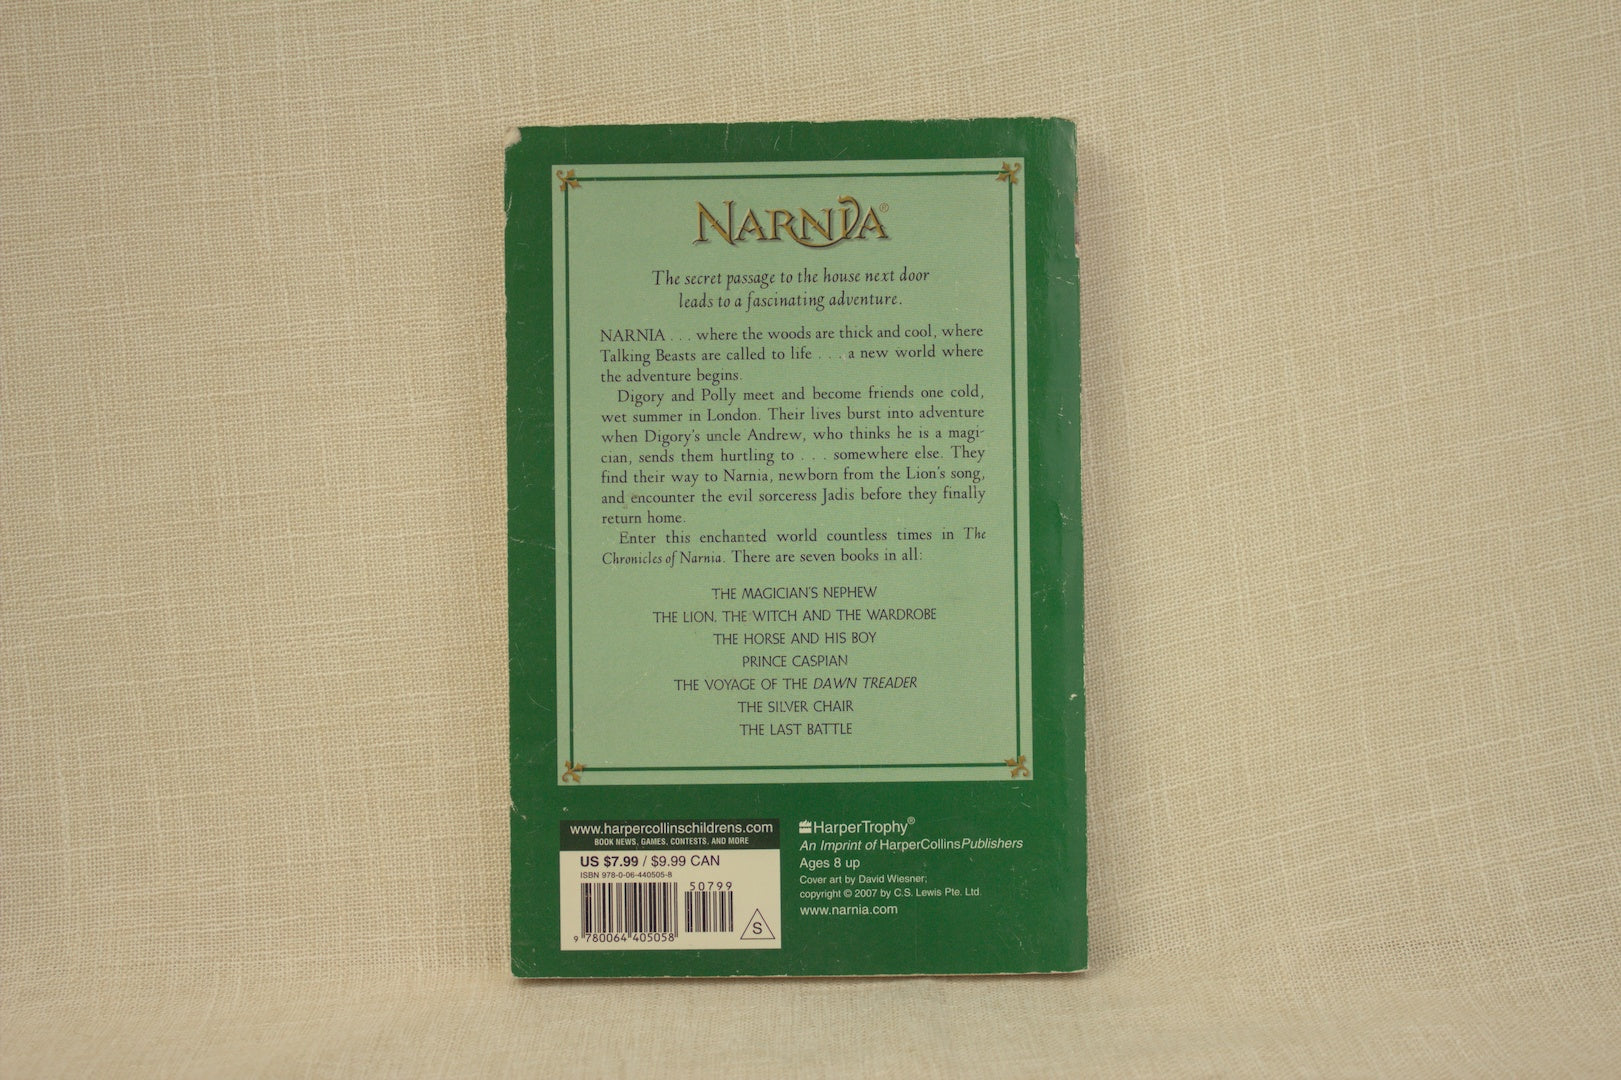 NARNIA®
The secret passage to the house next door
leads to a fascinating adventure.
NARNIA . . . where the woods are thick and cool, where
Talking Beasts are called to life . . . a new world where
the adventure begins.
Digory and Polly meet and become friends one cold,
wet summer in London. Their lives burst into adventure
when Digory's uncle Andrew, who thinks he is a magi-
cian, sends them hurtling to . . . somewhere else. They
find their way to Narnia, newborn from the Lion's song,
and encounter the evil sorceress Jadis before they finally
return home.
Enter this enchanted world countless times in The
Chronicles of Narnia. There are seven books in all:
THE MAGICIAN'S NEPHEW
THE LION, THE WITCH AND THE WARDROBE
THE HORSE AND HIS BOY
PRINCE CASPIAN
THE VOYAGE OF THE DAWN TREADER
THE SILVER CHAIR
THE LAST BATTLE
www.harpercollinschildrens.com
BOOK NEWS, GAMES, CONTESTS, AND MORE
US $7.99 / $9.99 CAN
ISBN 978-0-06-440505-8
50799
9 780064 405058
S
HarperTrophy®
An Imprint of HarperCollinsPublishers
Ages 8 up
Cover art by David Wiesner;
copyright © 2007 by C.S. Lewis Pte. Ltd.
www.narnia.com